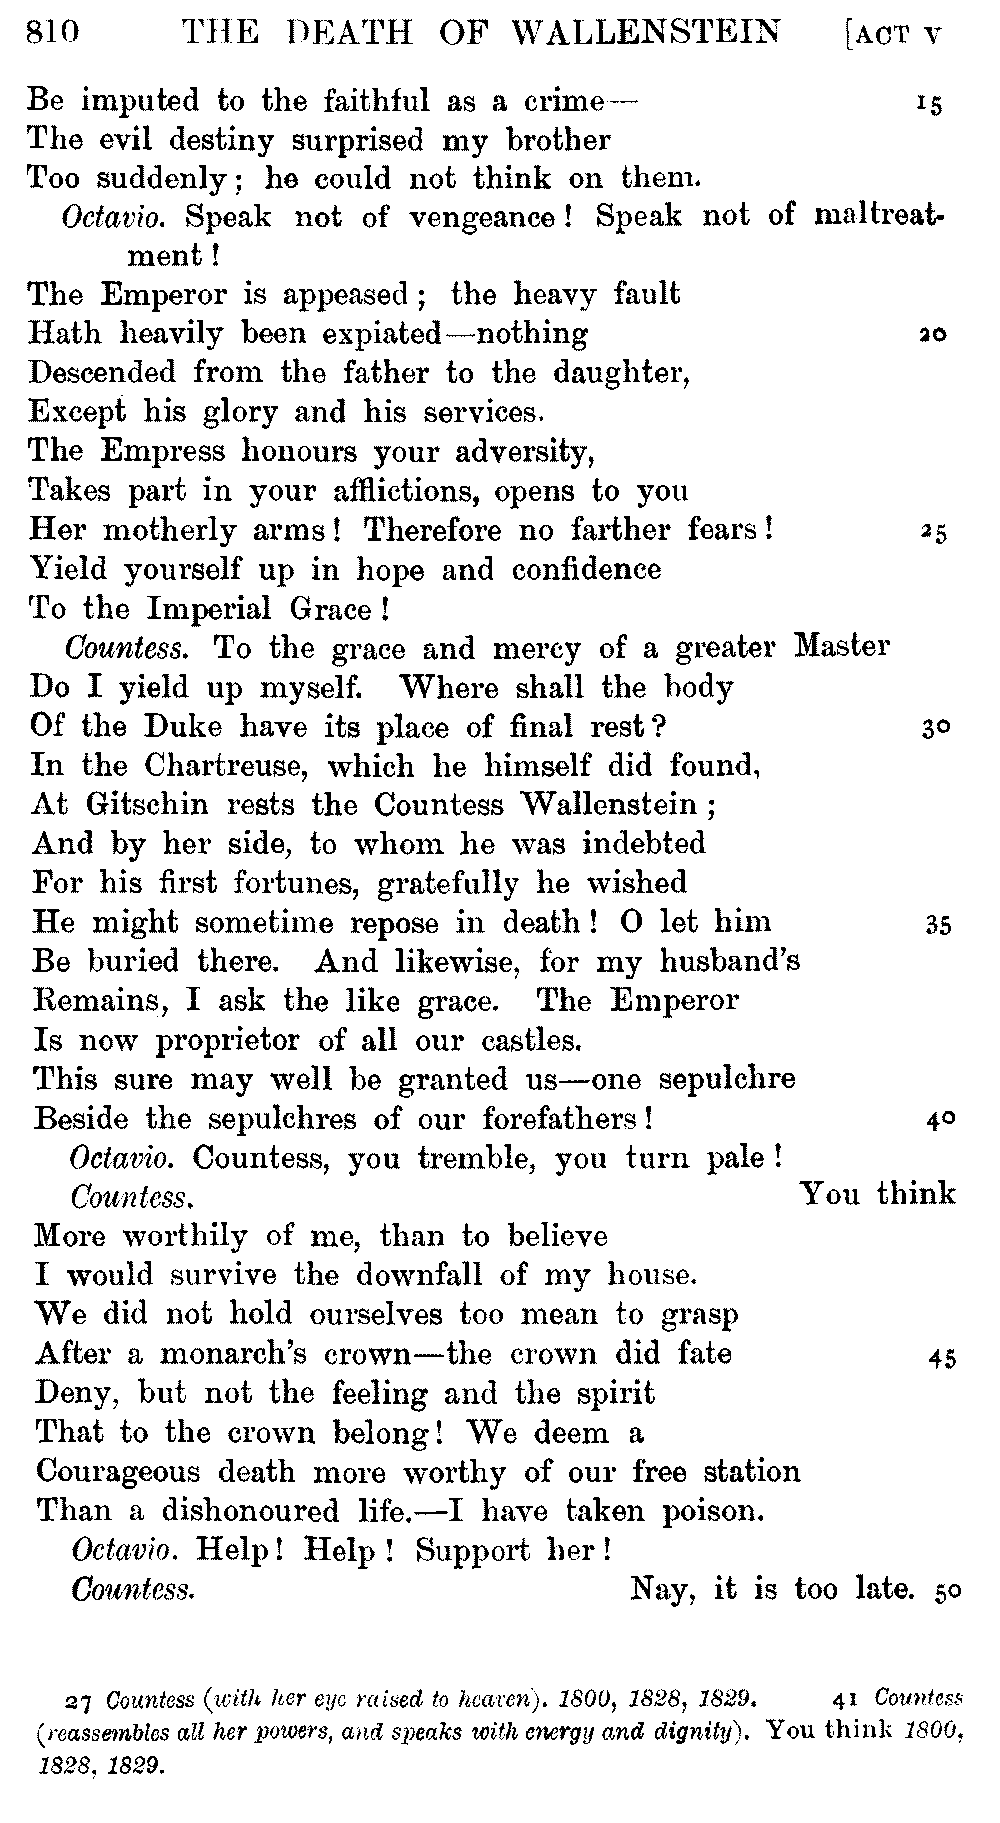 810 THE DEATH OF WALLENSTEIN [ACT V
Be imputed to the faithful as a crime— 15
The evil destiny surprised my brother
Too suddenly; he could not think on them.
Octavio. Speak not of vengeance! Speak not of maltreat-
ment!
The Emperor is appeased; the heavy fault
Hath heavily been expiated—nothing 20
Descended from the father to the daughter,
Except his glory and his services.
The Empress honours your adversity,
Takes part in your afflictions, opens to you
Her motherly arms! Therefore no farther fears! 25
Yield yourself up in hope and confidence
To the Imperial Grace!
Countess. To the grace and mercy of a greater Master
Do I yield up myself. Where shall the body
Of the Duke have its place of final rest? 30
In the Chartreuse, which he himself did found,
At Gitschin rests the Countess Wallenstein;
And by her side, to whom he was indebted
For his first fortunes, gratefully he wished
He might sometime repose in death! O let him 35
Be buried there. And likewise, for my husband's
Remains, I ask the like grace. The Emperor
Is now proprietor of all our castles.
This sure may well be granted us—one sepulchre
Beside the sepulchres of our forefathers! 40
Octavio. Countess, you tremble, you turn pale!
Countess. You think
More worthily of me, than to believe
I would survive the downfall of my house.
We did not hold ourselves too mean to grasp
After a monarch's crown—the crown did fate 45
Deny, but not the feeling and the spirit
That to the crown belong! We deem a
Courageous death more worthy of our free station
Than a dishonoured life.—I have taken poison.
Octavio. Help! Help! Support her!
Countess. Nay, it is too late. 50
27 Countess (with her eye raised to heaven). 1800, 1828, 1829. 41 Countess
(reassembles all her powers, and speaks with energy and dignity). You think 1800,
1828, 1829.